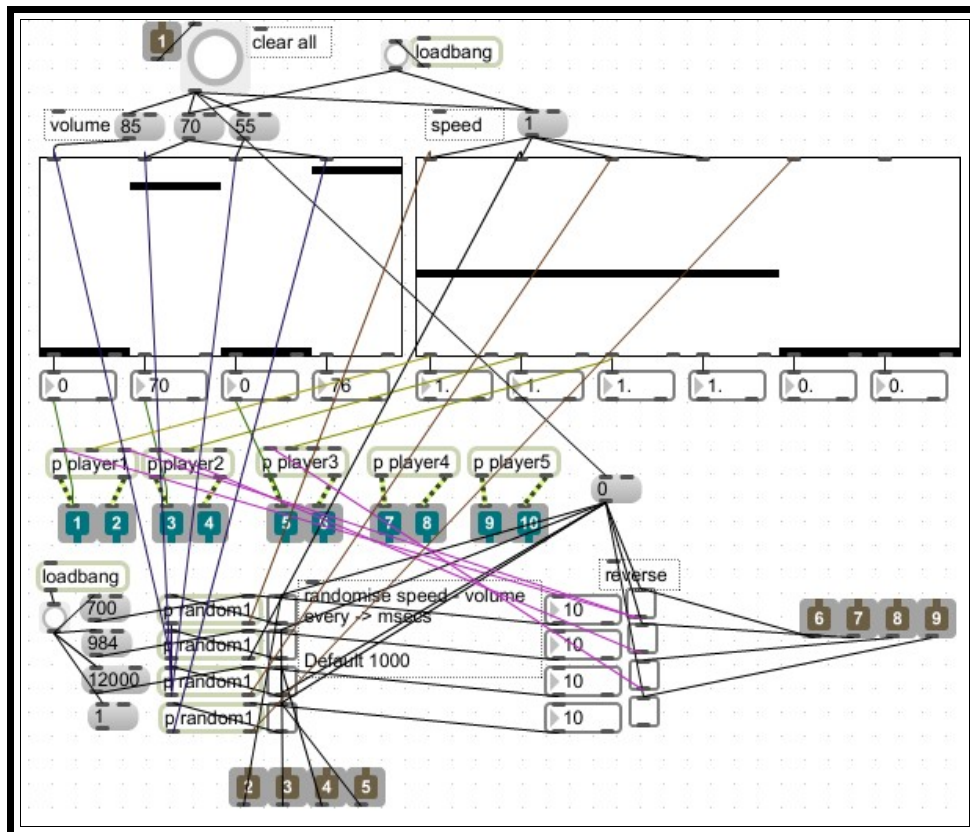 1
clear all
loadbang
volume
85
70
55
speed
1
0
70
0
76
1.
1.
1.
1.
0.
0.
p player1
p player2
p player3
p player4
p player5
0
1
2
3
4
5
6
7
8
9
10
loadbang
reverse
700
p random1
randomise speed - volume
every -> msecs
10
984
p random1
Default 1000
10
12000
p random1
10
1
p random1
10
6
7
8
9
2
3
4
5